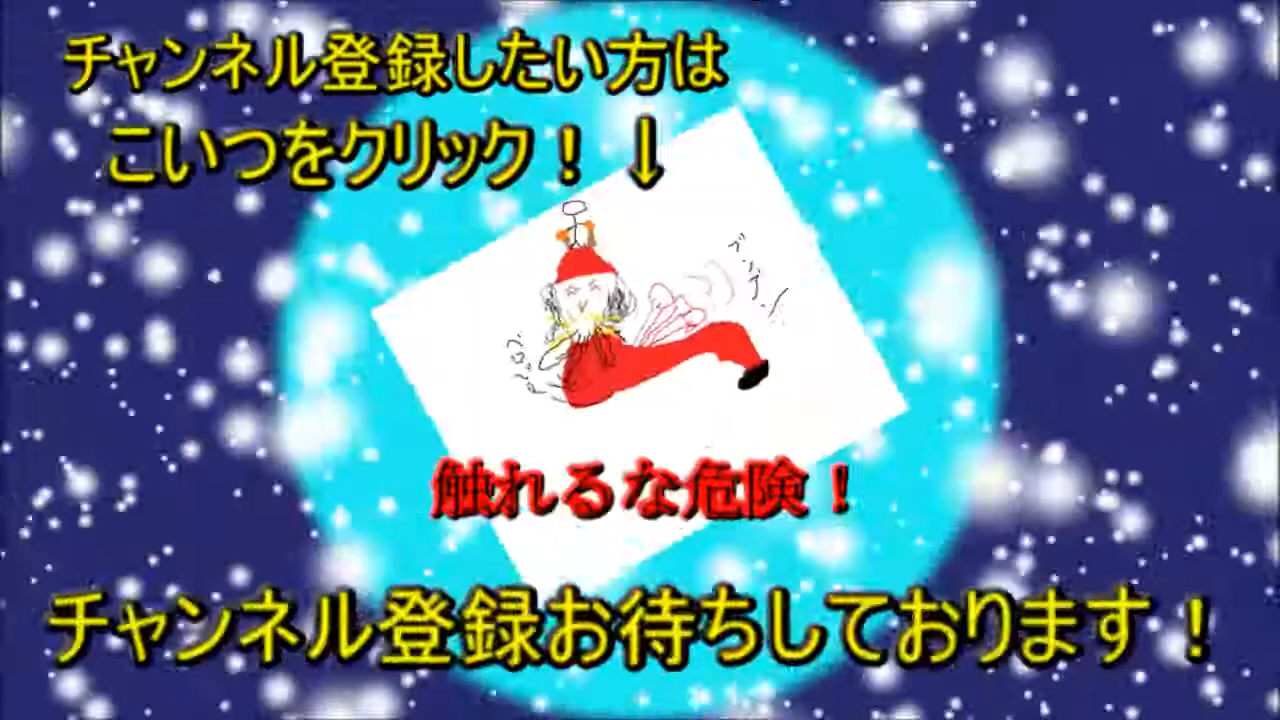 チャンネル登録したい方は
こいつをクリック！↓
触れるな危険！
チャンネル登録お待ちしております！